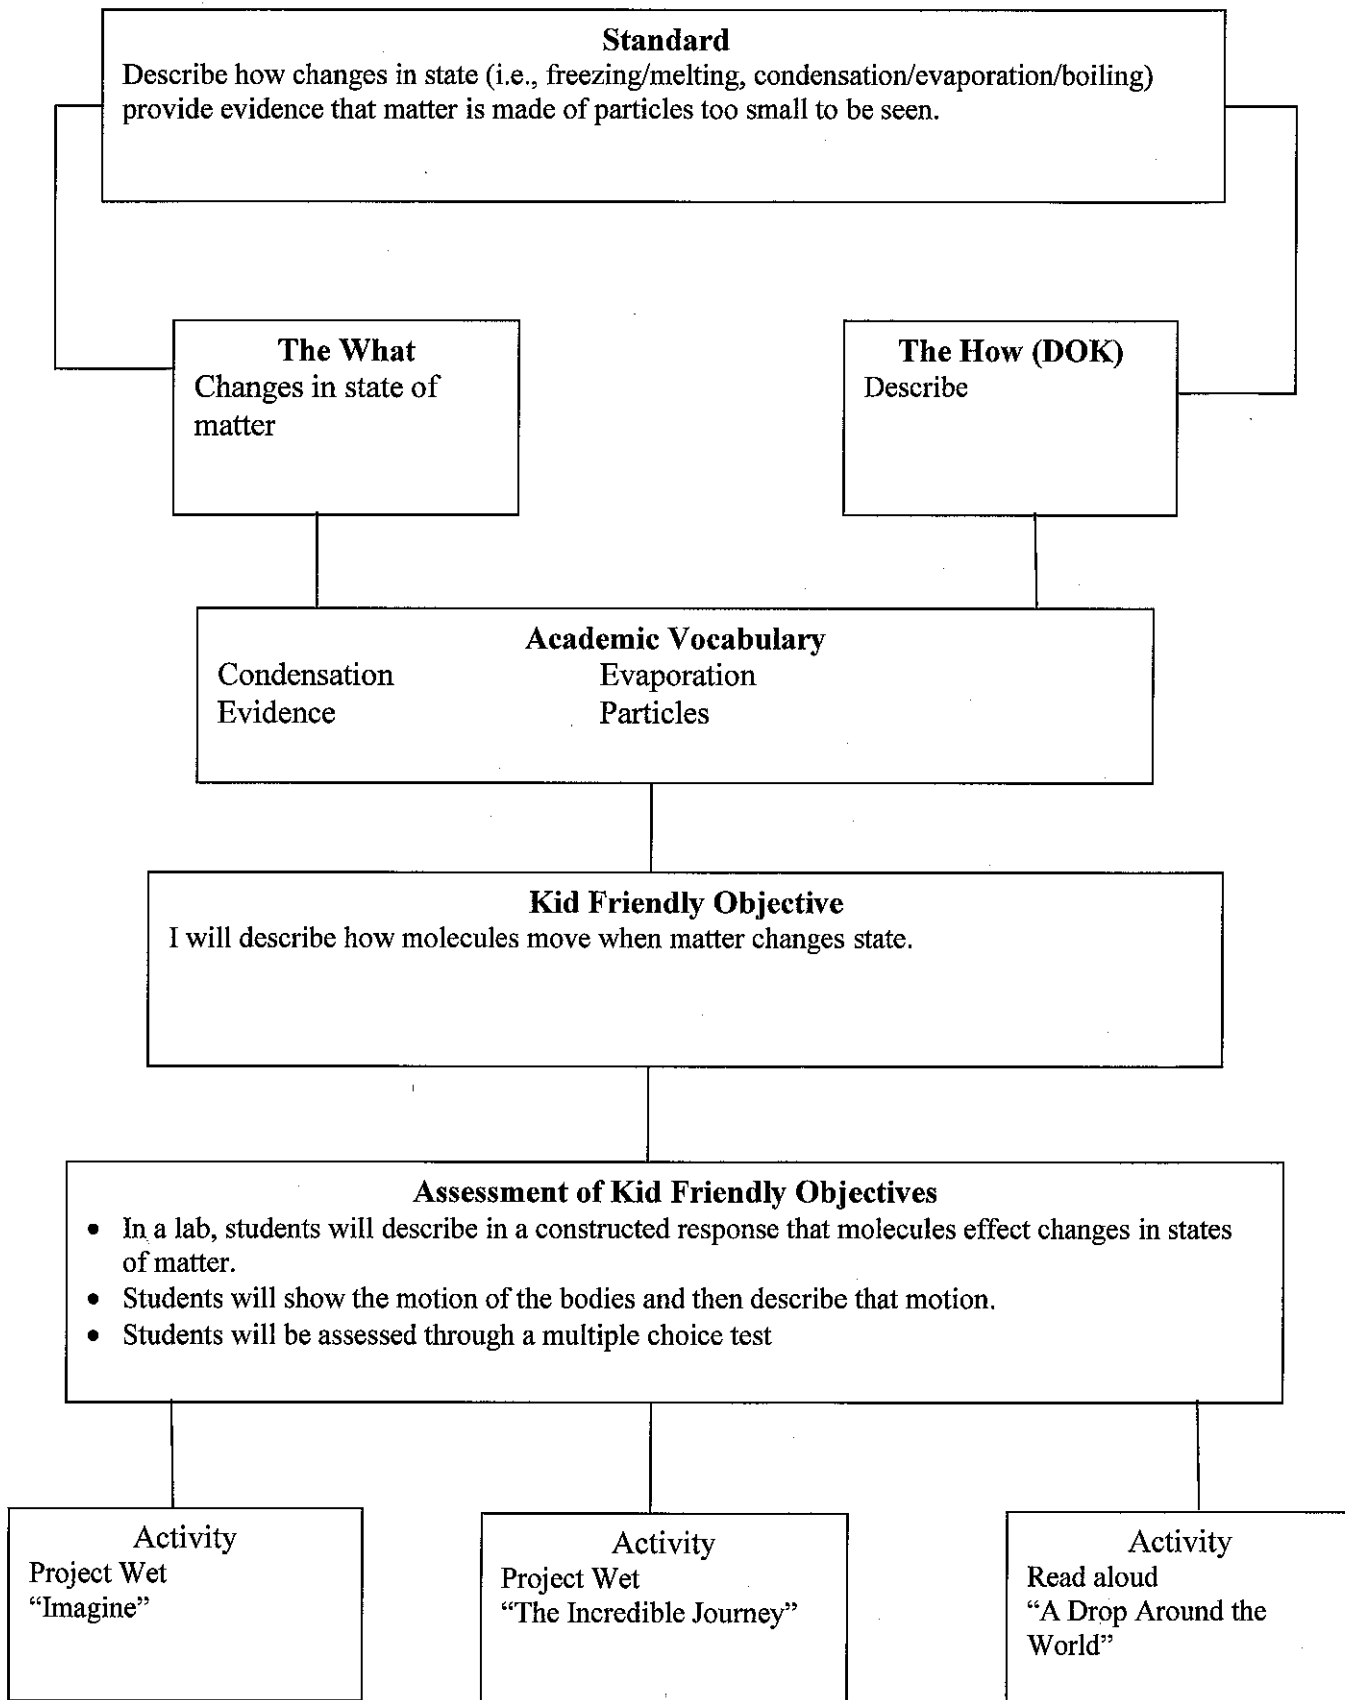 Standard
Describe how changes in state (i.e., freezing/melting, condensation/evaporation/boiling)
provide evidence that matter is made of particles too small to be seen.
The What
Changes in state of
matter
The How (DOK)
Describe
Academic Vocabulary
Condensation Evaporation
Evidence Particles
Kid Friendly Objective
I will describe how molecules move when matter changes state.
Assessment of Kid Friendly Objectives
• In a lab, students will describe in a constructed response that molecules effect changes in states
of matter.
• Students will show the motion of the bodies and then describe that motion.
• Students will be assessed through a multiple choice test
Activity
Project Wet
“Imagine”
Activity
Project Wet
“The Incredible Journey”
Activity
Read aloud
“A Drop Around the
World”